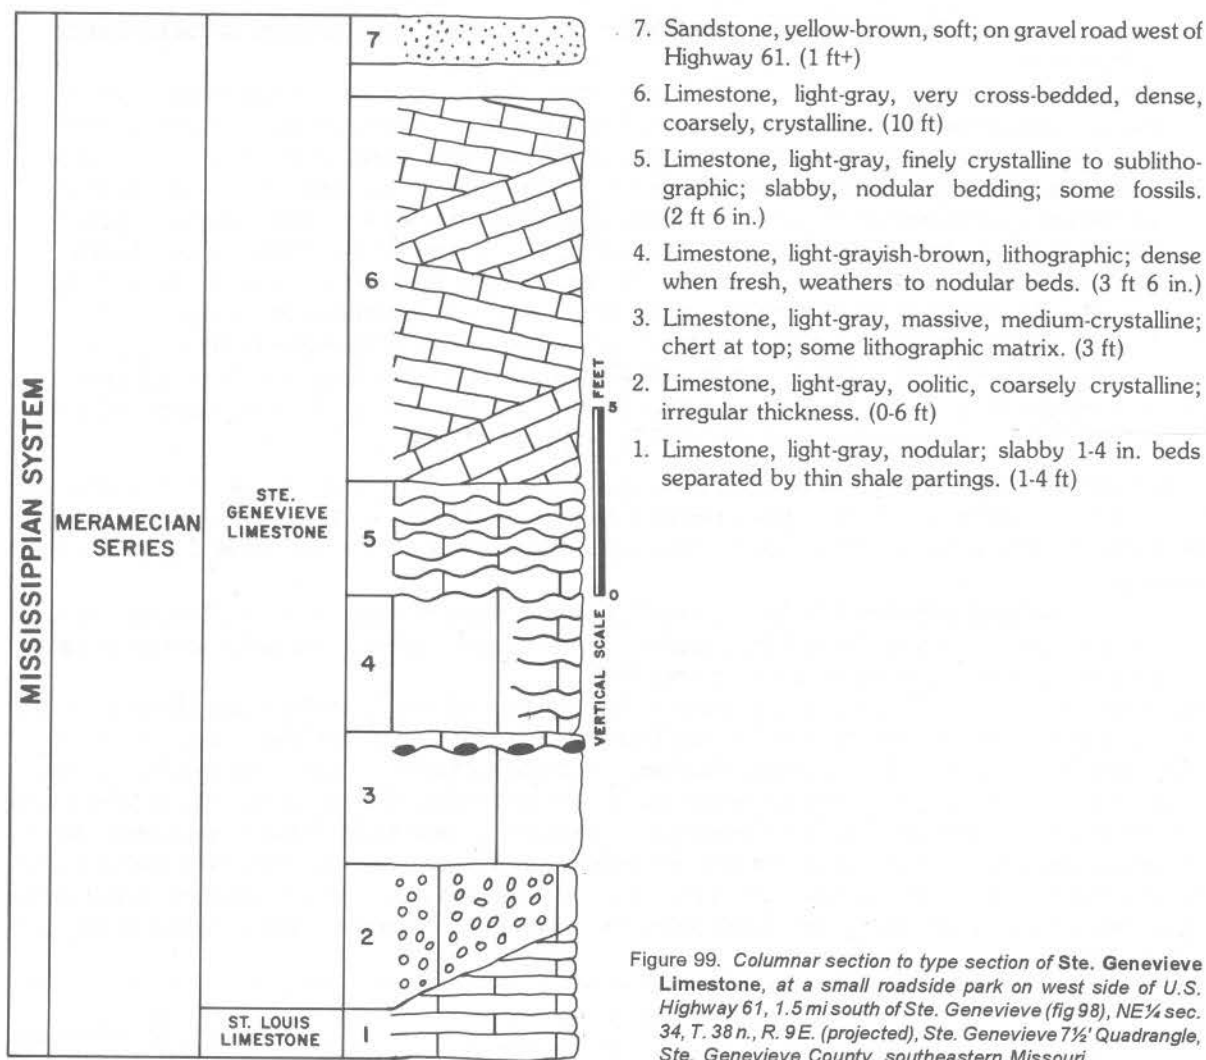 7
7. Sandstone, yellow-brown, soft; on gravel road west of
Highway 61. (1 ft+)
6. Limestone, light-gray, very cross-bedded, dense,
coarsely, crystalline. (10 ft)
5. Limestone, light-gray, finely crystalline to sublitho-
graphic; slabby, nodular bedding; some fossils.
(2 ft 6 in.)
4. Limestone, light-grayish-brown, lithographic; dense
when fresh, weathers to nodular beds. (3 ft 6 in.)
3. Limestone, light-gray, massive, medium-crystalline;
chert at top; some lithographic matrix. (3 ft)
2. Limestone, light-gray, oolitic, coarsely crystalline;
irregular thickness. (0-6 ft)
1. Limestone, light-gray, nodular; slabby 1-4 in. beds
separated by thin shale partings. (1-4 ft)
MISSISSIPPIAN SYSTEM
MERAMECIAN
SERIES
STE.
GENEVIEVE
LIMESTONE
ST. LOUIS
LIMESTONE
6
5
4
3
2
1
VERTICAL SCALE
0
5
FEET
Figure 99. Columnar section to type section of Ste. Genevieve
Limestone, at a small roadside park on west side of U.S.
Highway 61, 1.5 mi south of Ste. Genevieve (fig 98), NE¼ sec.
34, T. 38 n., R. 9 E. (projected), Ste. Genevieve 7½' Quadrangle,
Ste. Genevieve County, southeastern Missouri